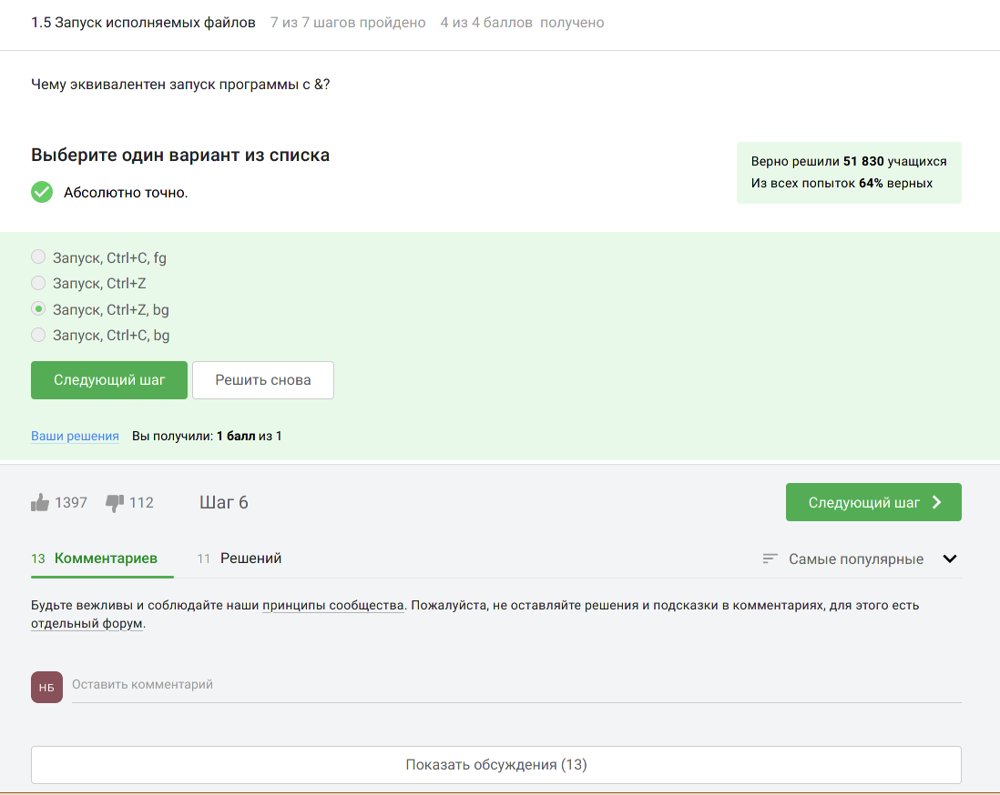 1.5 Запуск исполняемых файлов 7 из 7 шагов пройдено 4 из 4 баллов получено
Чему эквивалентен запуск программы с &?
Выберите один вариант из списка
Абсолютно точно.
Верно решили 51 830 учащихся
Из всех попыток 64% верных
Запуск, Ctrl+C, fg
Запуск, Ctrl+Z
Запуск, Ctrl+Z, bg
Запуск, Ctrl+C, bg
Следующий шаг Решить снова
Ваши решения Вы получили: 1 балл из 1
1397 112 Шаг 6 Следующий шаг
13 Комментариев 11 Решений Самые популярные
Будьте вежливы и соблюдайте наши принципы сообщества. Пожалуйста, не оставляйте решения и подсказки в комментариях, для этого есть
отдельный форум.
НБ Оставить комментарий
Показать обсуждения (13)